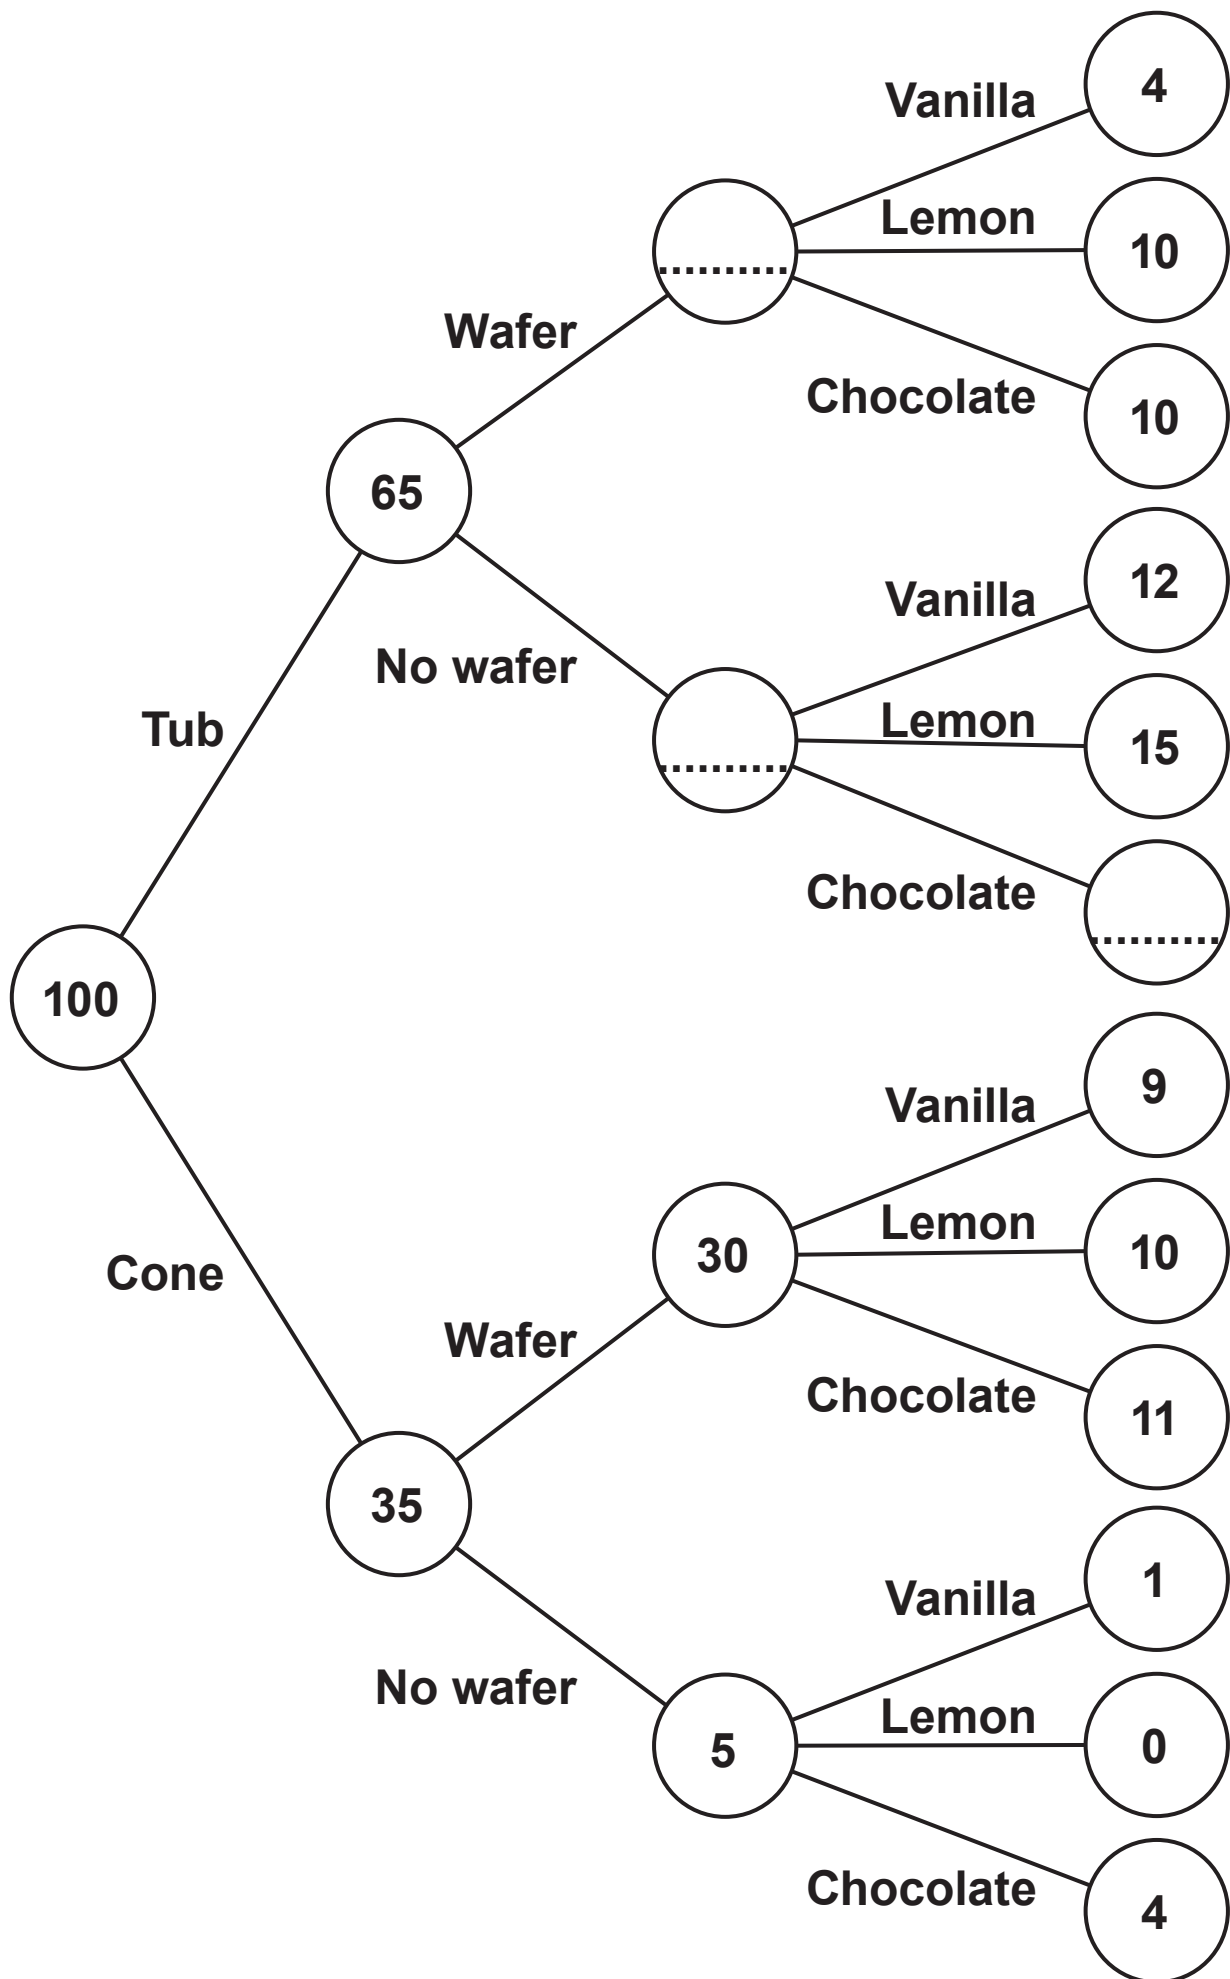 Vanilla
4
Lemon
..........
10
Wafer
Chocolate
10
65
Vanilla
12
No wafer
Lemon
..........
15
Tub
Chocolate
..........
100
Vanilla
9
Lemon
30
10
Cone
Wafer
Chocolate
11
35
Vanilla
1
No wafer
Lemon
5
0
Chocolate
4